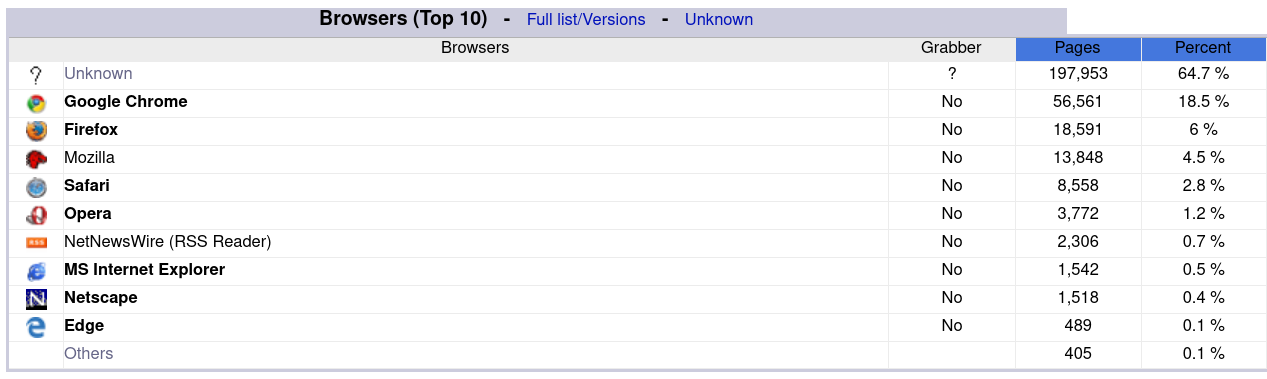 Browsers (Top 10) - Full list/Versions - Unknown
Browsers Grabber Pages Percent
? Unknown ? 197,953 64.7 %
Google Chrome No 56,561 18.5 %
Firefox No 18,591 6 %
Mozilla No 13,848 4.5 %
Safari No 8,558 2.8 %
Opera No 3,772 1.2 %
RSS NetNewsWire (RSS Reader) No 2,306 0.7 %
MS Internet Explorer No 1,542 0.5 %
N Netscape No 1,518 0.4 %
Edge No 489 0.1 %
Others 405 0.1 %